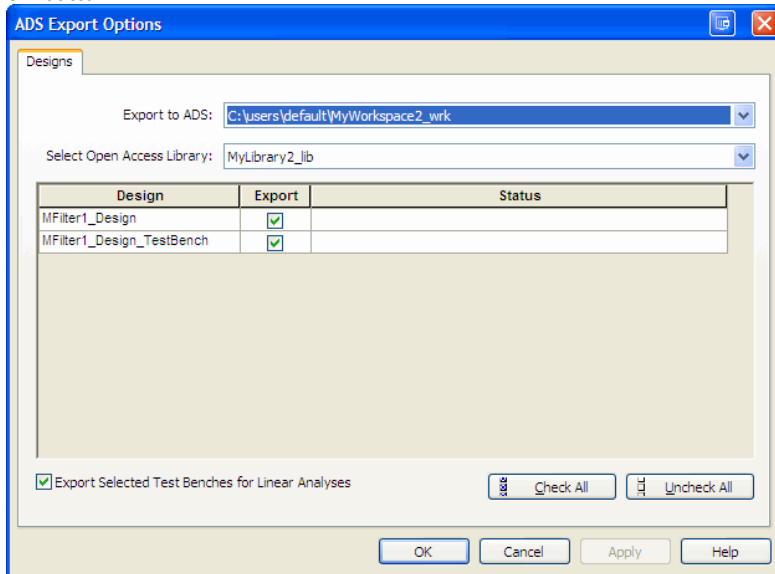 ADS Export Options
Designs
Export to ADS: C:\users\default\MyWorkspace2_wrk
Select Open Access Library: MyLibrary2_lib
Design Export Status
MFilter1_Design
MFilter1_Design_TestBench
Export Selected Test Benches for Linear Analyses Check All Uncheck All
OK Cancel Apply Help